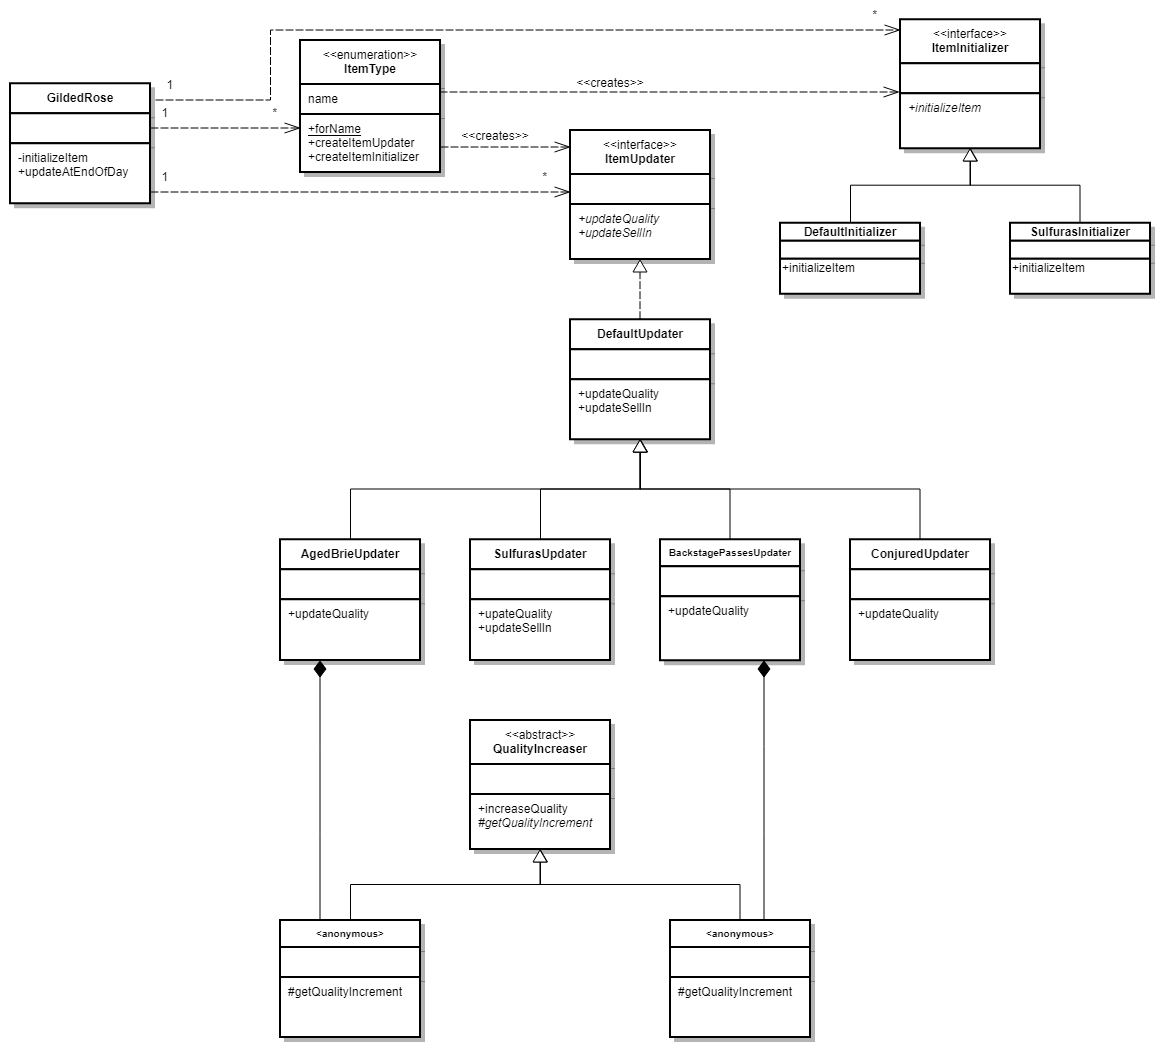 *
<<interface>>
ItemInitializer
+initializeItem
<<enumeration>>
ItemType
name
+forName
+createItemUpdater
+createItemInitializer
<<creates>>
1
GildedRose
-initializeItem
+updateAtEndOfDay
1
*
<<creates>>
<<interface>>
ItemUpdater
+updateQuality
+updateSellIn
1
*
DefaultInitializer
+initializeItem
SulfurasInitializer
+initializeItem
DefaultUpdater
+updateQuality
+updateSellIn
AgedBrieUpdater
+updateQuality
SulfurasUpdater
+upateQuality
+updateSellIn
BackstagePassesUpdater
+updateQuality
ConjuredUpdater
+updateQuality
<<abstract>>
QualityIncreaser
+increaseQuality
#getQualityIncrement
<anonymous>
#getQualityIncrement
<anonymous>
#getQualityIncrement